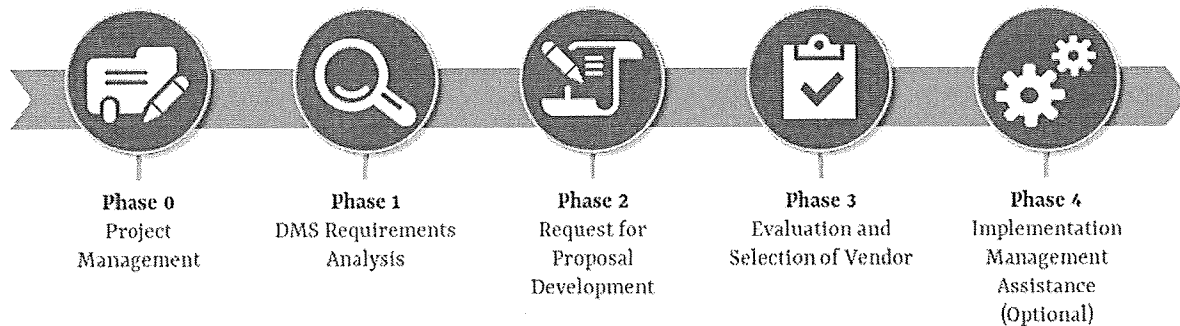 Phase 0
Project
Management
Phase 1
DMS Requirements
Analysis
Phase 2
Request for
Proposal
Development
Phase 3
Evaluation and
Selection of Vendor
Phase 4
Implementation
Management
Assistance
(Optional)